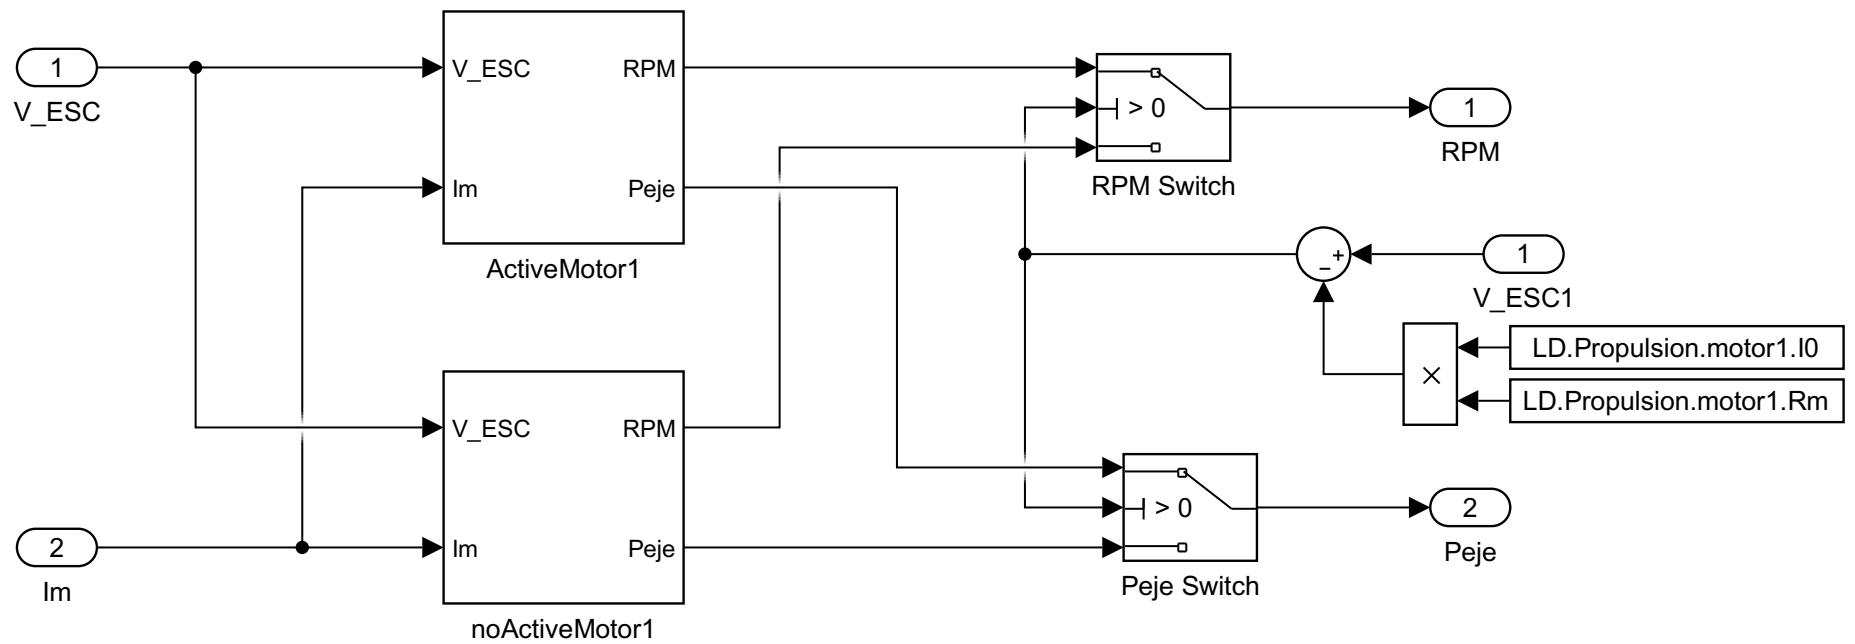 1
V_ESC
V_ESC
RPM
Im
Peje
ActiveMotor1
> 0
RPM Switch
1
RPM
+
−
1
V_ESC1
×
LD.Propulsion.motor1.I0
LD.Propulsion.motor1.Rm
2
Im
V_ESC
RPM
Im
Peje
noActiveMotor1
> 0
Peje Switch
2
Peje